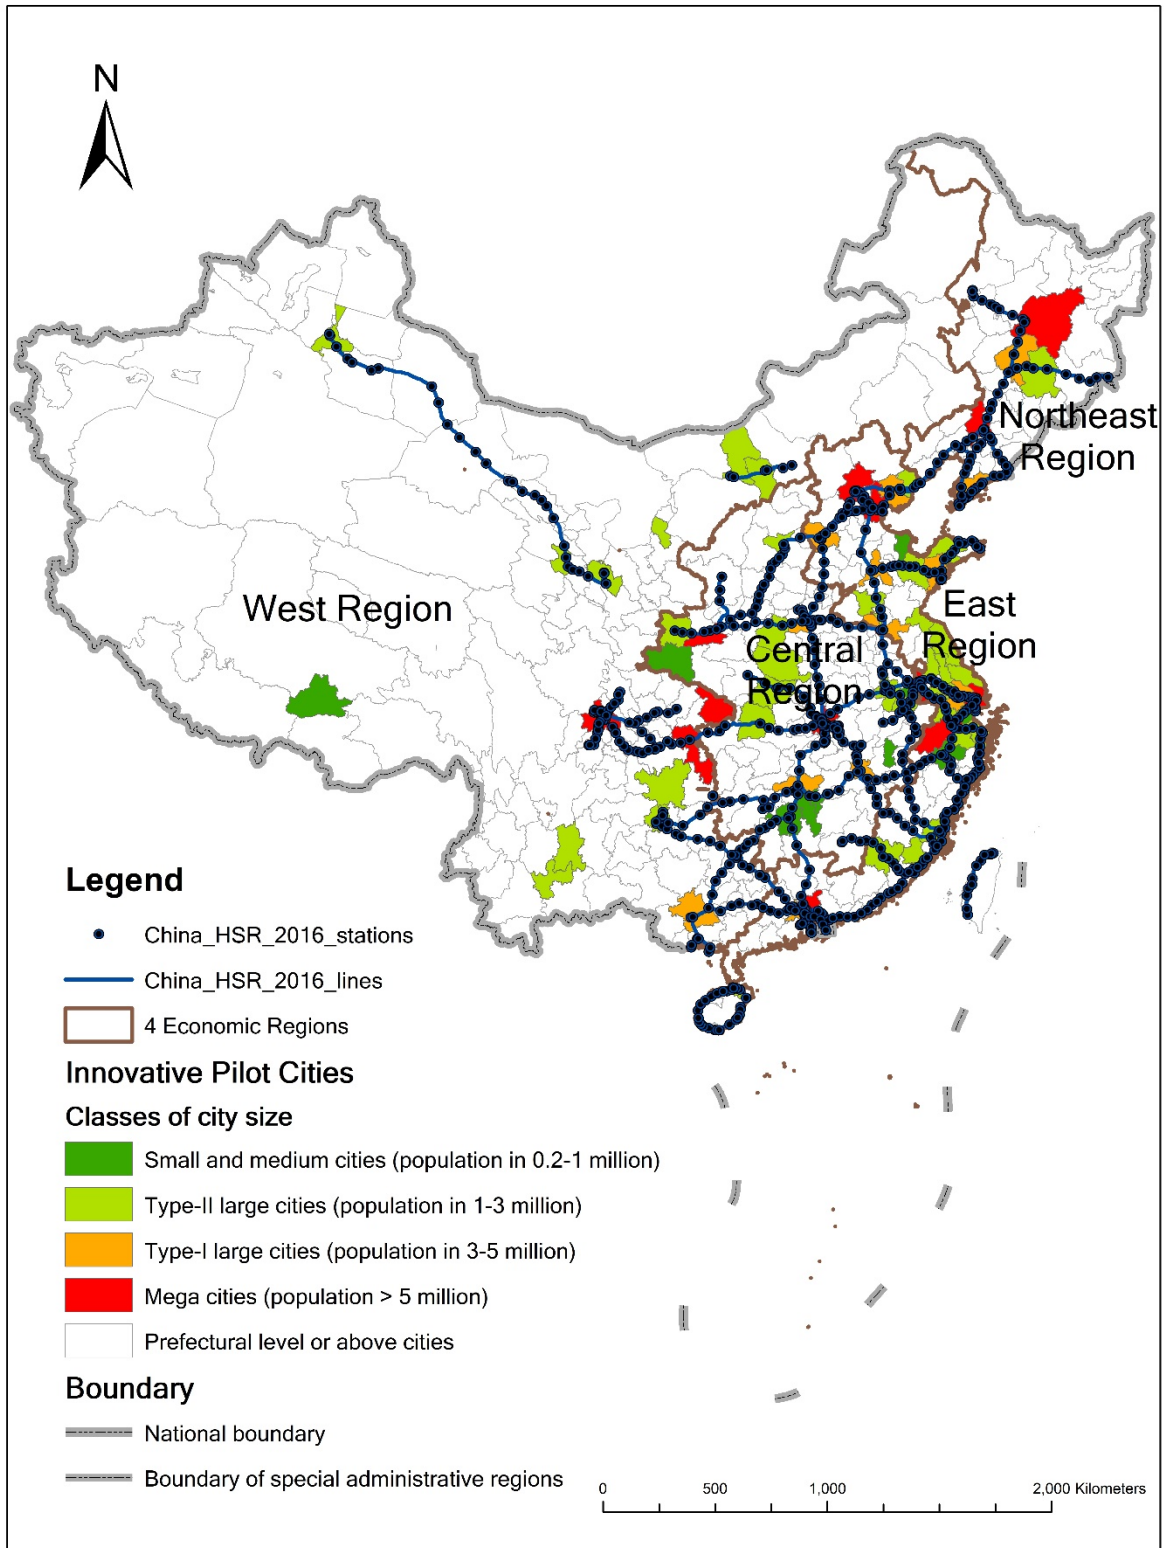 N
Northeast
Region
West Region
East
Region
Central
Region
Legend
China_HSR_2016_stations
China_HSR_2016_lines
4 Economic Regions
Innovative Pilot Cities
Classes of city size
Small and medium cities (population in 0.2-1 million)
Type-II large cities (population in 1-3 million)
Type-I large cities (population in 3-5 million)
Mega cities (population > 5 million)
Prefectural level or above cities
Boundary
National boundary
Boundary of special administrative regions
0 500 1,000 2,000 Kilometers